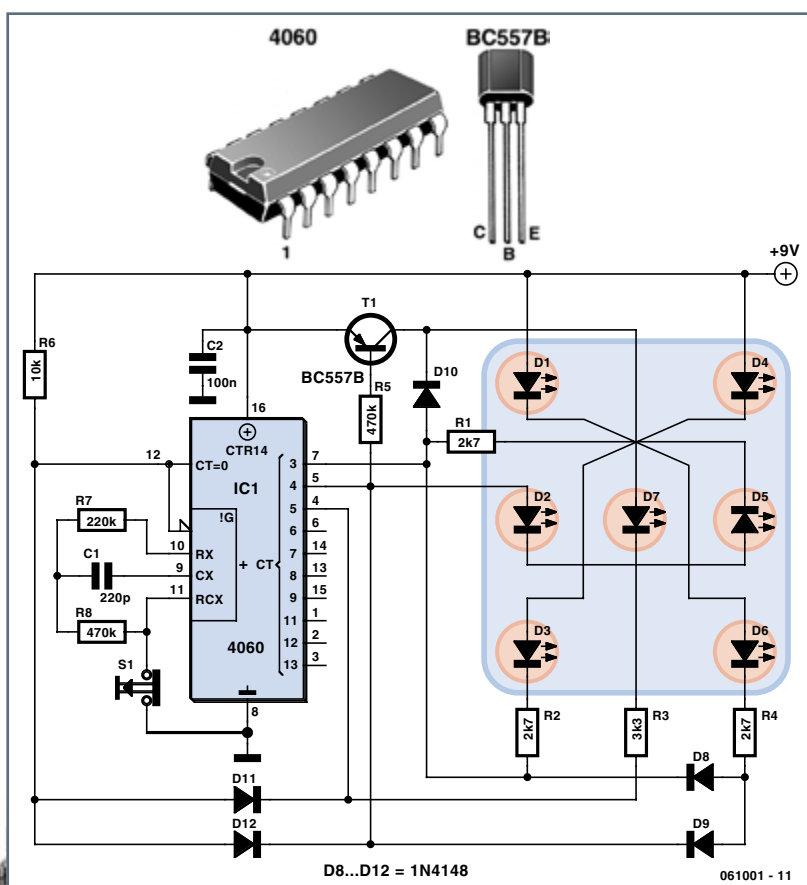 4060
BC557B
1
C
B
E
+9V
T1
R6
C2
D1
D4
10k
100n
BC557B
D10
R5
470k
R1
2k7
16
CTR14
12
CT=0
3
7
IC1
4
5
D2
D7
D5
R7
!G
5
4
220k
6
6
10
RX
7
14
C1
9
CX
+
CT
8
13
220p
11
RCX
9
15
R8
11
1
470k
4060
12
2
D3
D6
S1
13
3
8
R2
R3
R4
2k7
3k3
2k7
D11
D8
D12
D9
D8...D12 = 1N4148
061001 - 11